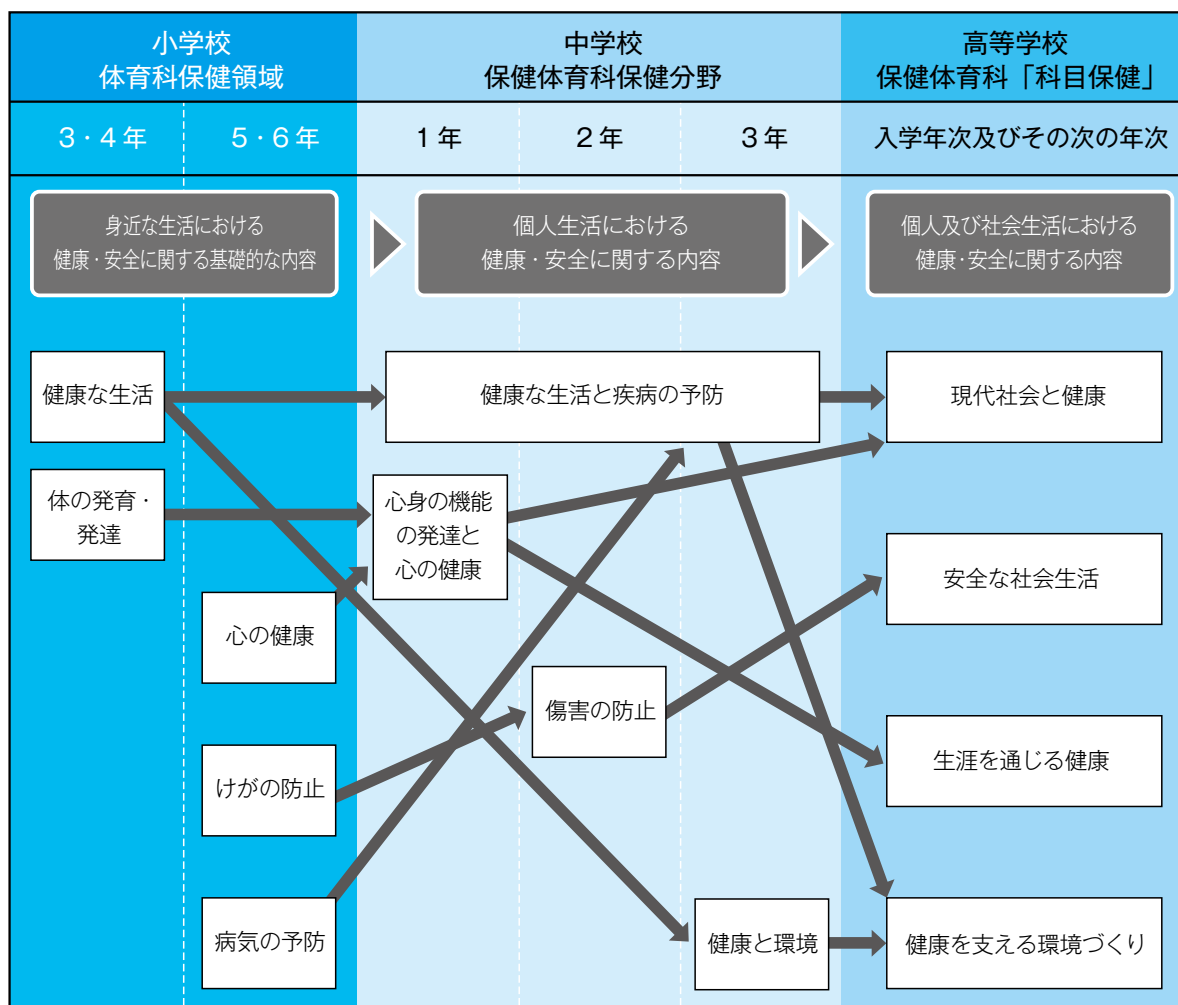 小学校
体育科保健領域
中学校
保健体育科保健分野
高等学校
保健体育科「科目保健」
3・4年
5・6年
1年
2年
3年
入学年次及びその次の年次
身近な生活における
健康・安全に関する基礎的な内容
個人生活における
健康・安全に関する内容
個人及び社会生活における
健康・安全に関する内容
健康な生活
健康な生活と疾病の予防
現代社会と健康
体の発育・
発達
心身の機能
の発達と
心の健康
安全な社会生活
心の健康
傷害の防止
生涯を通じる健康
けがの防止
病気の予防
健康と環境
健康を支える環境づくり